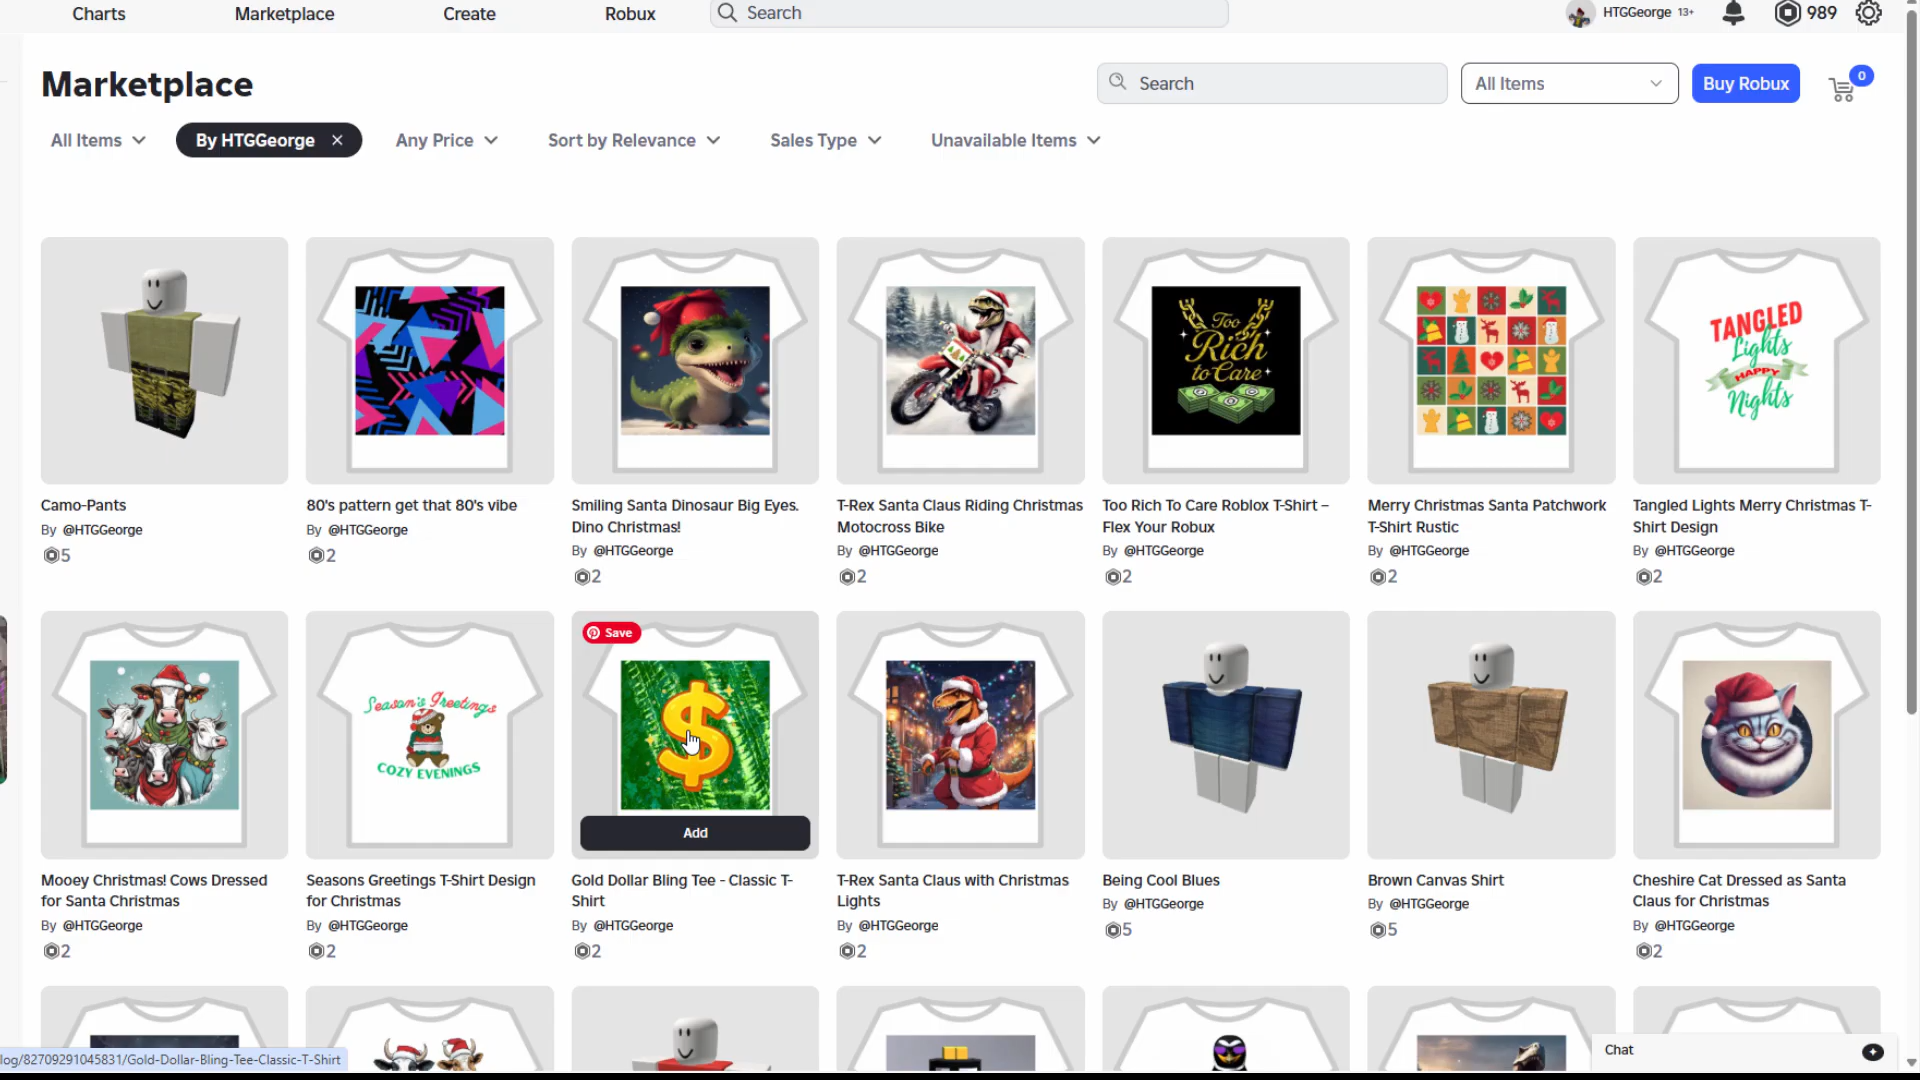 Charts Marketplace Create Robux Search HTGGeorge 13+ 989
Marketplace Search All Items Buy Robux 0
All Items By HTGGeorge × Any Price Sort by Relevance Sales Type Unavailable Items
Too
Rich
to Care
TANGLED
Lights
HAPPY
Nights
Camo-Pants
By @HTGGeorge
5
80's pattern get that 80's vibe
By @HTGGeorge
2
Smiling Santa Dinosaur Big Eyes.
Dino Christmas!
By @HTGGeorge
2
T-Rex Santa Claus Riding Christmas
Motocross Bike
By @HTGGeorge
2
Too Rich To Care Roblox T-Shirt –
Flex Your Robux
By @HTGGeorge
2
Merry Christmas Santa Patchwork
T-Shirt Rustic
By @HTGGeorge
2
Tangled Lights Merry Christmas T-
Shirt Design
By @HTGGeorge
2
Season's Greetings
COZY EVENINGS
Save
$
Add
Mooey Christmas! Cows Dressed
for Santa Christmas
By @HTGGeorge
2
Seasons Greetings T-Shirt Design
for Christmas
By @HTGGeorge
2
Gold Dollar Bling Tee - Classic T-
Shirt
By @HTGGeorge
2
T-Rex Santa Claus with Christmas
Lights
By @HTGGeorge
2
Being Cool Blues
By @HTGGeorge
5
Brown Canvas Shirt
By @HTGGeorge
5
Cheshire Cat Dressed as Santa
Claus for Christmas
By @HTGGeorge
2
log/82709291045831/Gold-Dollar-Bling-Tee-Classic-T-Shirt
Chat